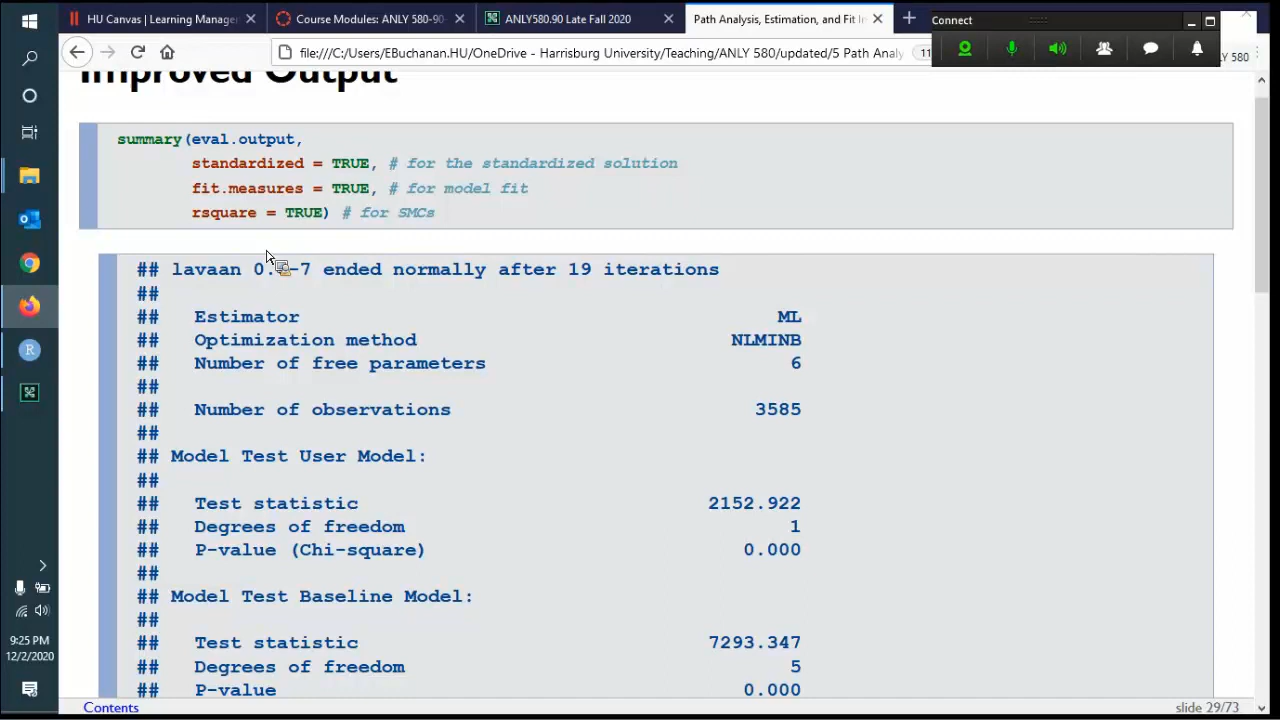 HU Canvas | Learning Manage
Course Modules: ANLY 580-90-
ANLY580.90 Late Fall 2020
Path Analysis, Estimation, and Fit In
Connect
file:///C:/Users/EBuchanan.HU/OneDrive - Harrisburg University/Teaching/ANLY 580/updated/5 Path Analy
11
LY 580
Improved Output
summary(eval.output,
standardized = TRUE, # for the standardized solution
fit.measures = TRUE, # for model fit
rsquare = TRUE) # for SMCs
## lavaan 0. -7 ended normally after 19 iterations
##
## Estimator ML
## Optimization method NLMINB
## Number of free parameters 6
##
## Number of observations 3585
##
## Model Test User Model:
##
## Test statistic 2152.922
## Degrees of freedom 1
## P-value (Chi-square) 0.000
##
## Model Test Baseline Model:
##
## Test statistic 7293.347
## Degrees of freedom 5
## P-value 0.000
9:25 PM
12/2/2020
Contents
slide 29/73